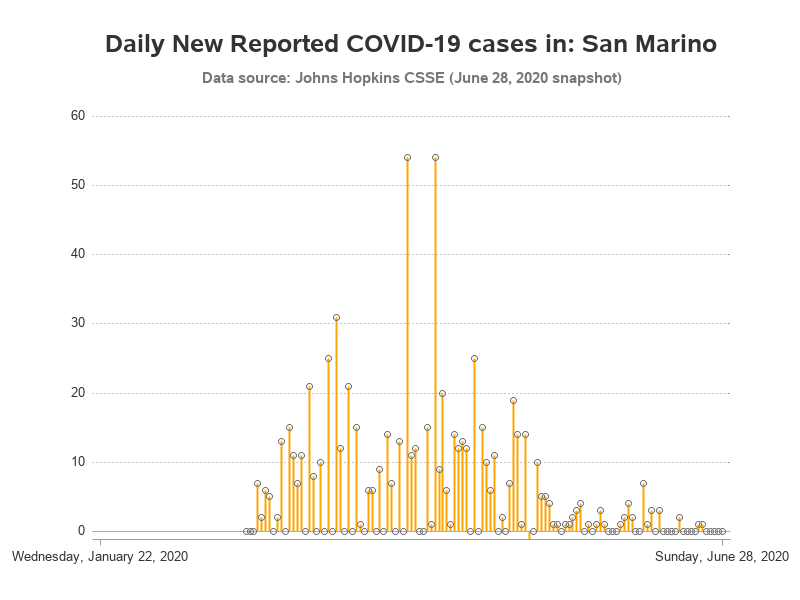 Daily New Reported COVID-19 cases in: San Marino
Data source: Johns Hopkins CSSE (June 28, 2020 snapshot)
60
50
40
30
20
10
0
Wednesday, January 22, 2020 Sunday, June 28, 2020